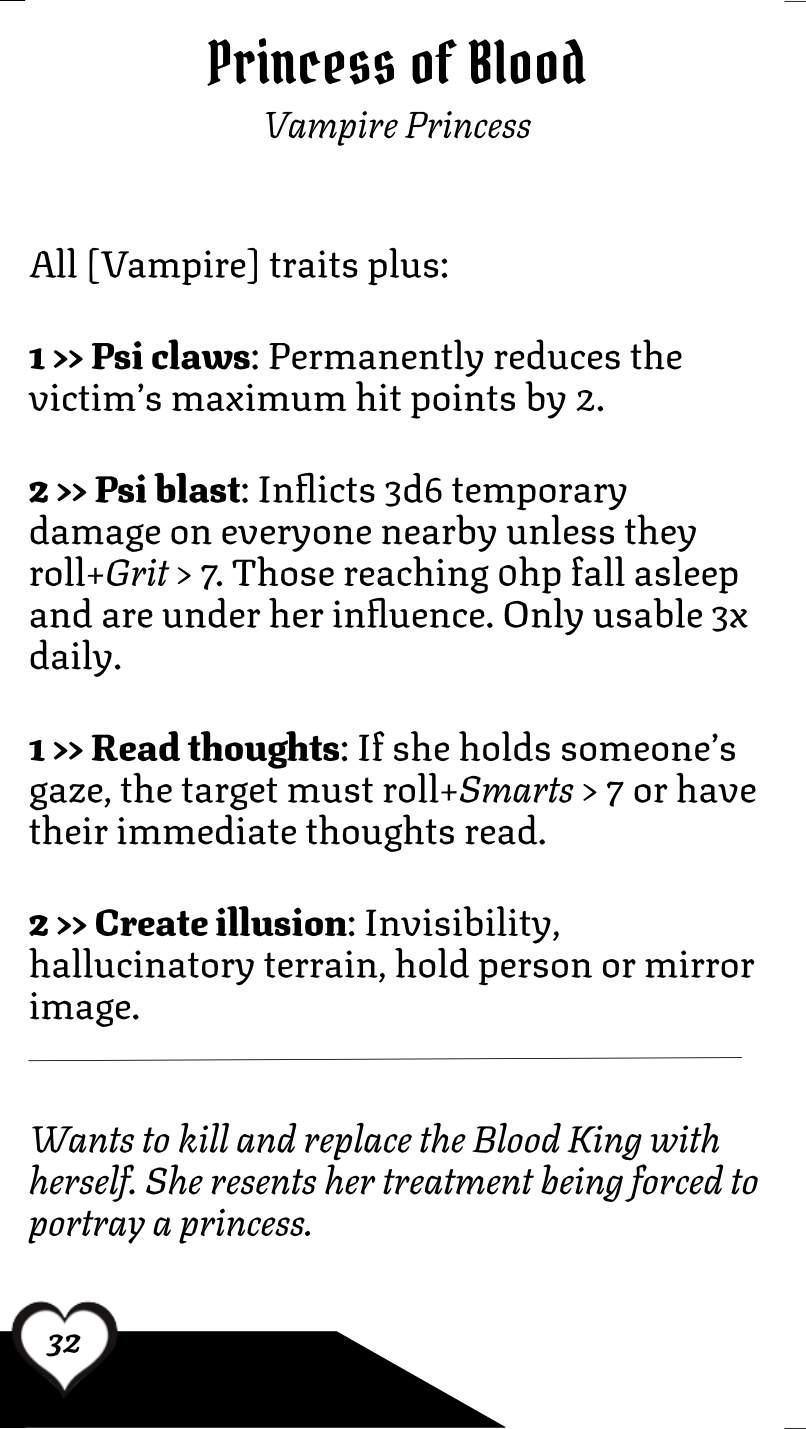 Princess of Blood
Vampire Princess
All [Vampire] traits plus:
1 >> Psi claws: Permanently reduces the
victim’s maximum hit points by 2.
2 >> Psi blast: Inflicts 3d6 temporary
damage on everyone nearby unless they
roll+Grit > 7. Those reaching 0hp fall asleep
and are under her influence. Only usable 3x
daily.
1 >> Read thoughts: If she holds someone’s
gaze, the target must roll+Smarts > 7 or have
their immediate thoughts read.
2 >> Create illusion: Invisibility,
hallucinatory terrain, hold person or mirror
image.
Wants to kill and replace the Blood King with
herself. She resents her treatment being forced to
portray a princess.
32